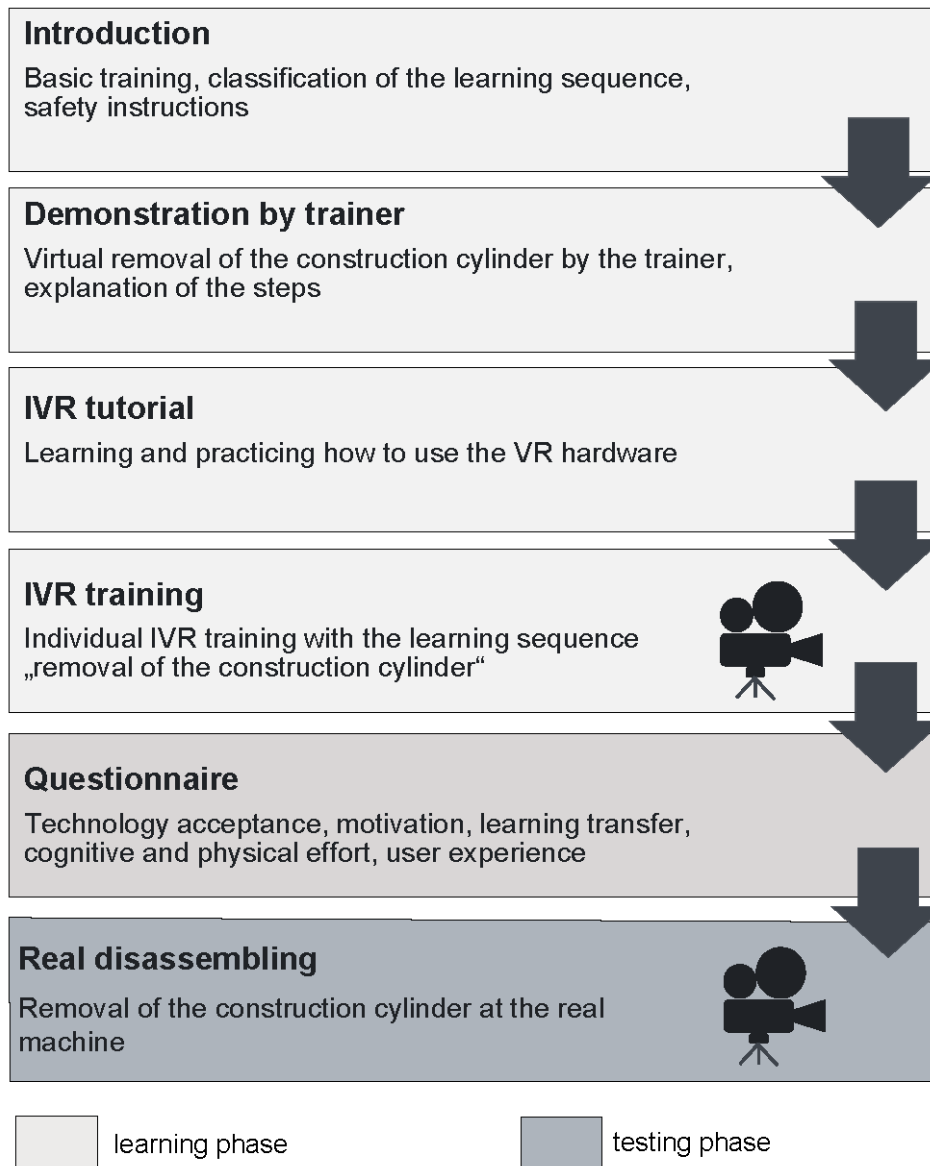 Introduction
Basic training, classification of the learning sequence,
safety instructions
Demonstration by trainer
Virtual removal of the construction cylinder by the trainer,
explanation of the steps
IVR tutorial
Learning and practicing how to use the VR hardware
IVR training
Individual IVR training with the learning sequence
„removal of the construction cylinder“
Questionnaire
Technology acceptance, motivation, learning transfer,
cognitive and physical effort, user experience
Real disassembling
Removal of the construction cylinder at the real
machine
learning phase
testing phase